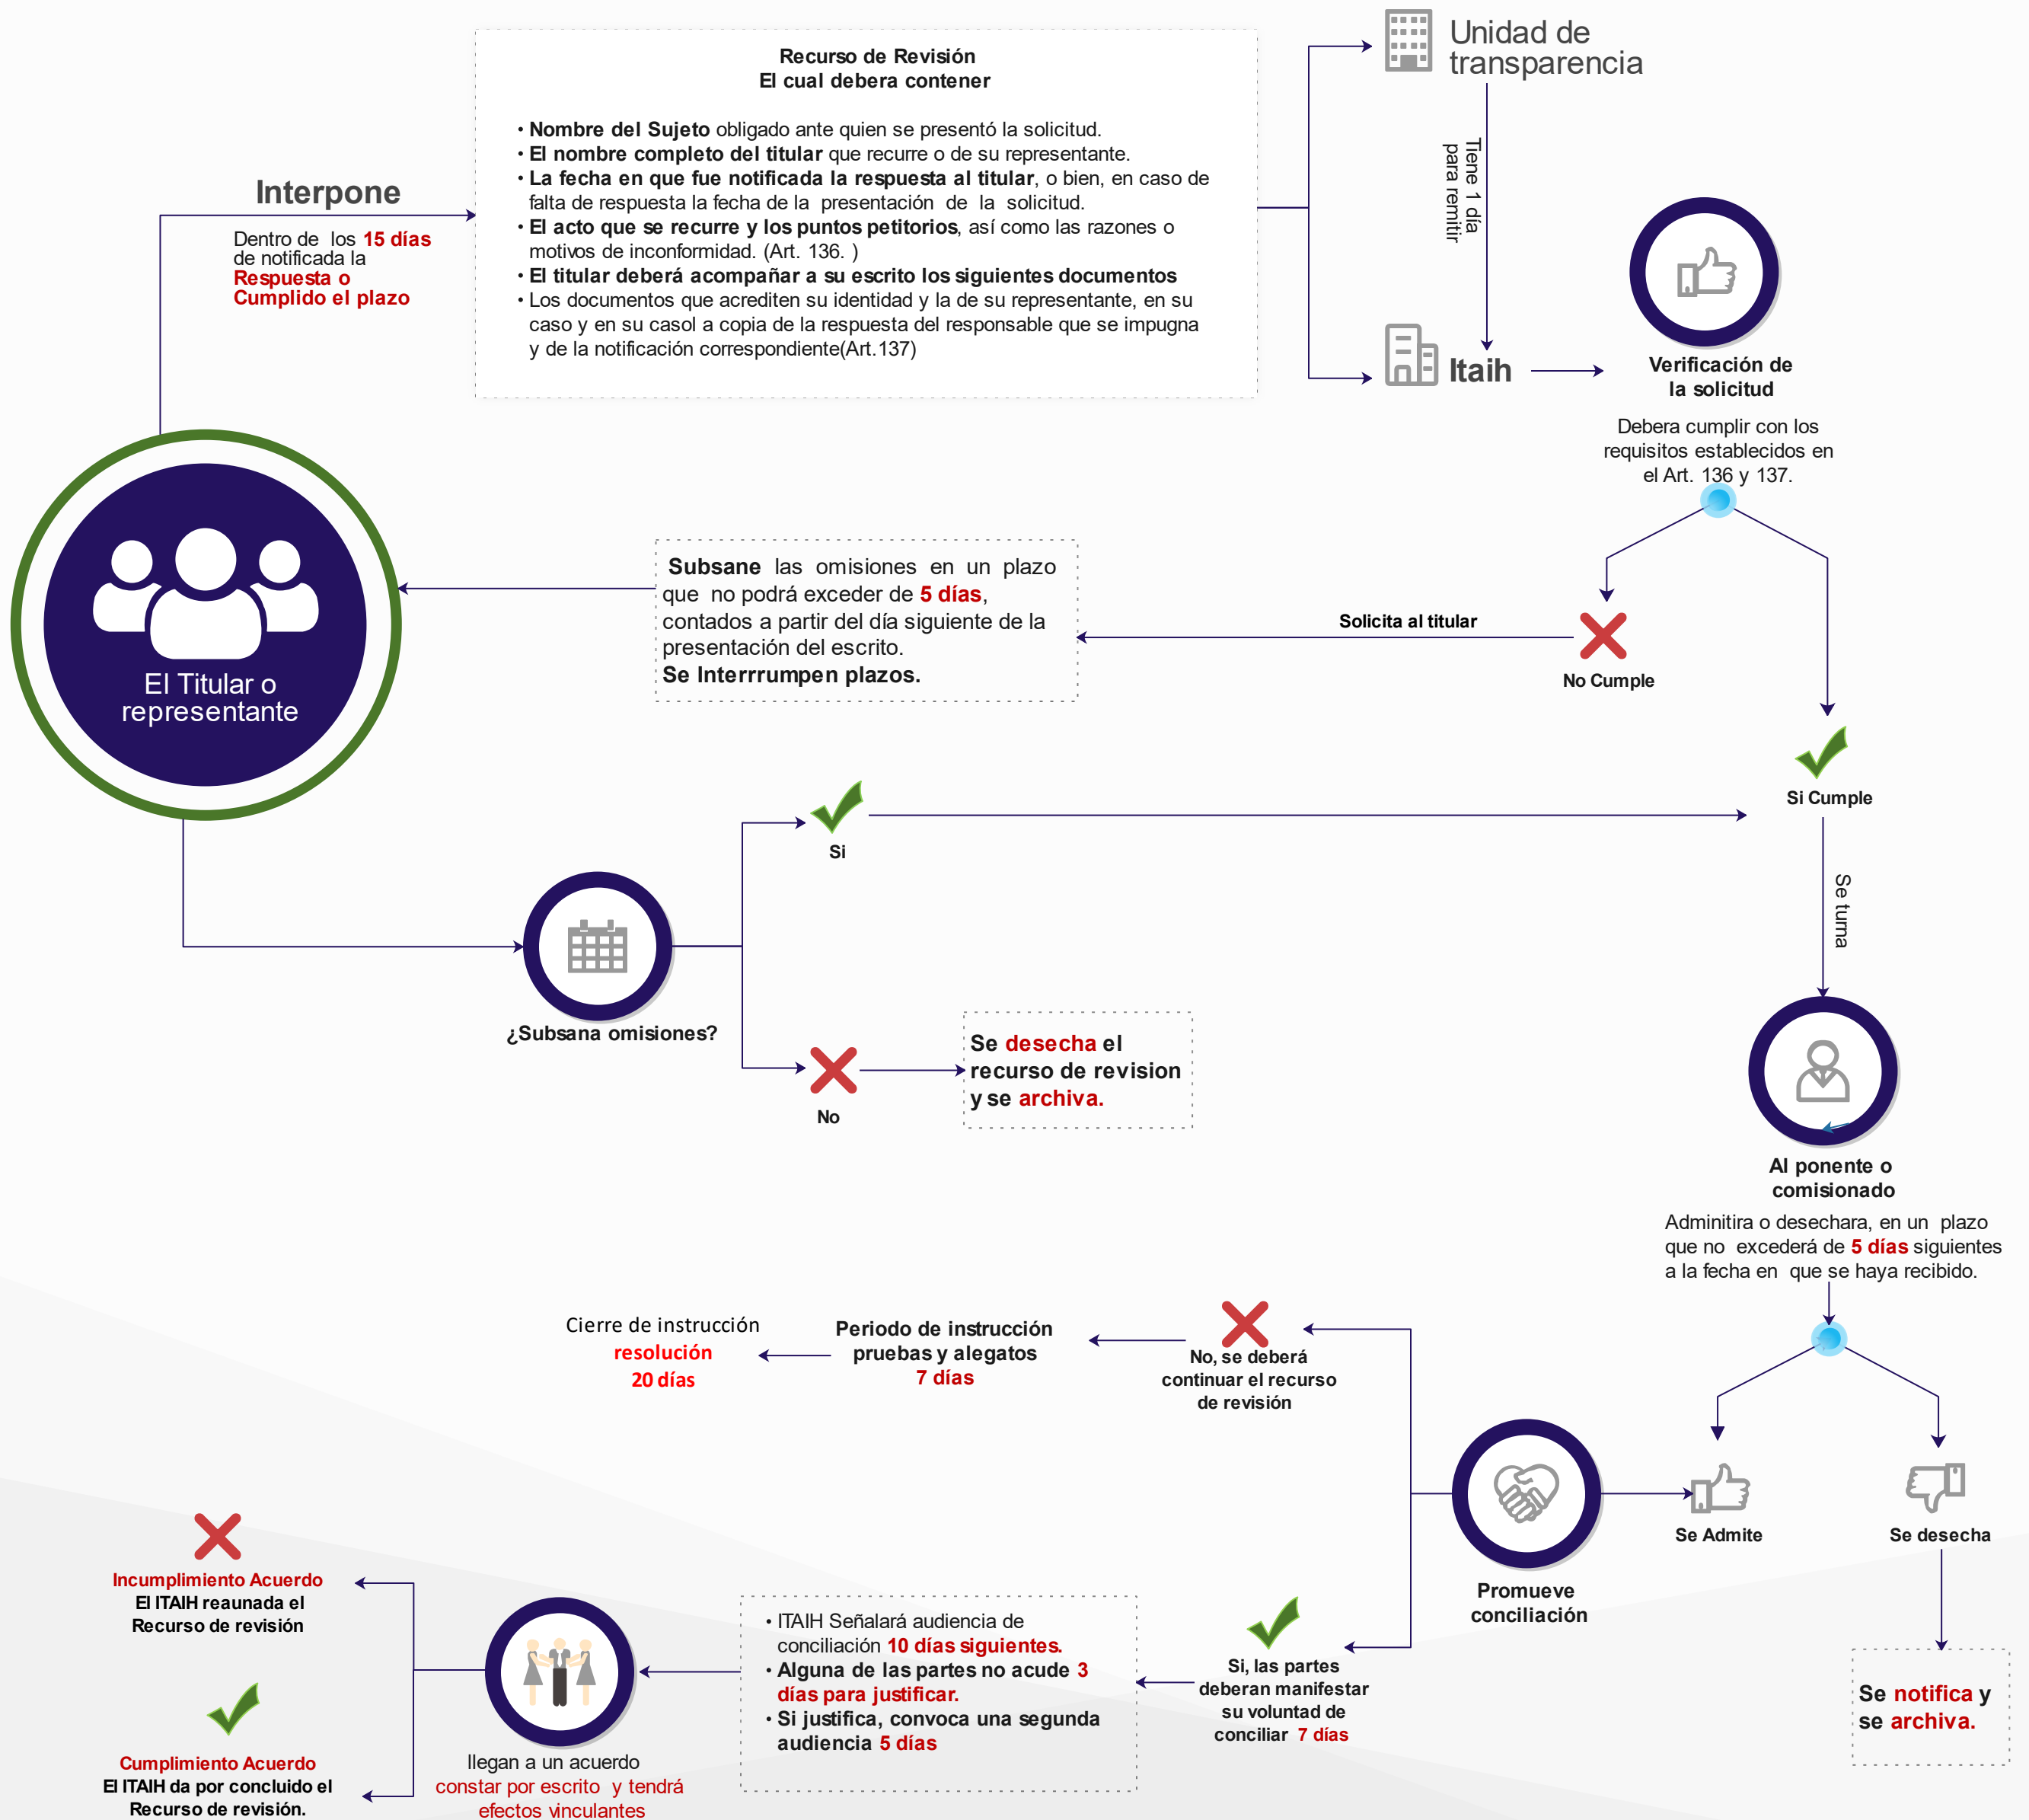 Recurso de Revisión
El cual debera contener
• Nombre del Sujeto obligado ante quien se presentó la solicitud.
• El nombre completo del titular que recurre o de su representante.
• La fecha en que fue notificada la respuesta al titular, o bien, en caso de
falta de respuesta la fecha de la presentación de la solicitud.
• El acto que se recurre y los puntos petitorios, así como las razones o
motivos de inconformidad. (Art. 136. )
• El titular deberá acompañar a su escrito los siguientes documentos
• Los documentos que acrediten su identidad y la de su representante, en su
caso y en su casol a copia de la respuesta del responsable que se impugna
y de la notificación correspondiente(Art.137)
Interpone
Dentro de los 15 días
de notificada la
Respuesta o
Cumplido el plazo
Unidad de
transparencia
Tiene 1 día
para remitir
Itaih
Verificación de
la solicitud
Debera cumplir con los
requisitos establecidos en
el Art. 136 y 137.
El Titular o
representante
Subsane las omisiones en un plazo
que no podrá exceder de 5 días,
contados a partir del día siguiente de la
presentación del escrito.
Se Interrrumpen plazos.
Solicita al titular
No Cumple
Si Cumple
Si
¿Subsana omisiones?
No
Se desecha el
recurso de revision
y se archiva.
Se turna
Al ponente o
comisionado
Adminitira o desechara, en un plazo
que no excederá de 5 días siguientes
a la fecha en que se haya recibido.
Cierre de instrucción
resolución
20 días
Periodo de instrucción
pruebas y alegatos
7 días
No, se deberá
continuar el recurso
de revisión
Promueve
conciliación
Se Admite
Se desecha
Se notifica y
se archiva.
Si, las partes
deberan manifestar
su voluntad de
conciliar 7 días
• ITAIH Señalará audiencia de
conciliación 10 días siguientes.
• Alguna de las partes no acude 3
días para justificar.
• Si justifica, convoca una segunda
audiencia 5 días
llegan a un acuerdo
constar por escrito y tendrá
efectos vinculantes
Incumplimiento Acuerdo
El ITAIH reaunada el
Recurso de revisión
Cumplimiento Acuerdo
El ITAIH da por concluido el
Recurso de revisión.